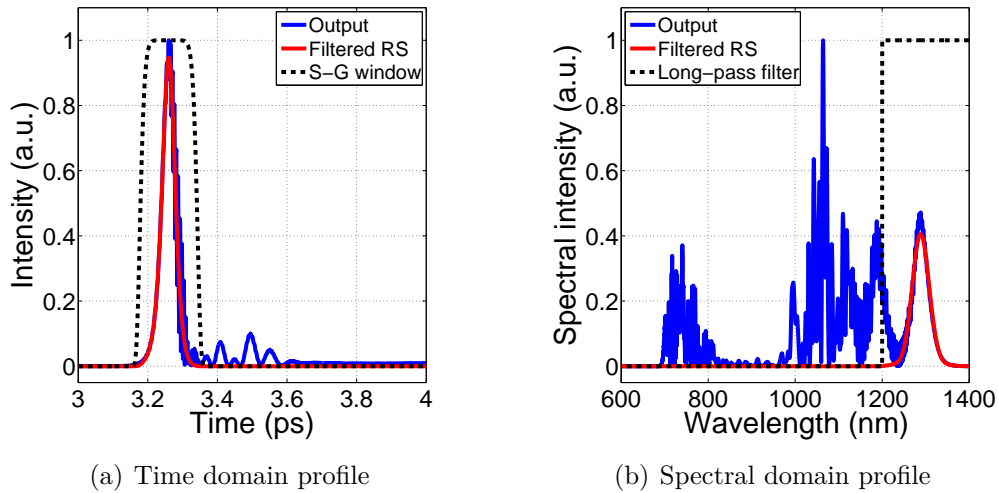 Output
Filtered RS
S-G window
1
0.8
0.6
0.4
0.2
0
Intensity (a.u.)
3
3.2
3.4
3.6
3.8
4
Time (ps)
(a) Time domain profile
Output
Filtered RS
Long-pass filter
1
0.8
0.6
0.4
0.2
0
Spectral intensity (a.u.)
600
800
1000
1200
1400
Wavelength (nm)
(b) Spectral domain profile